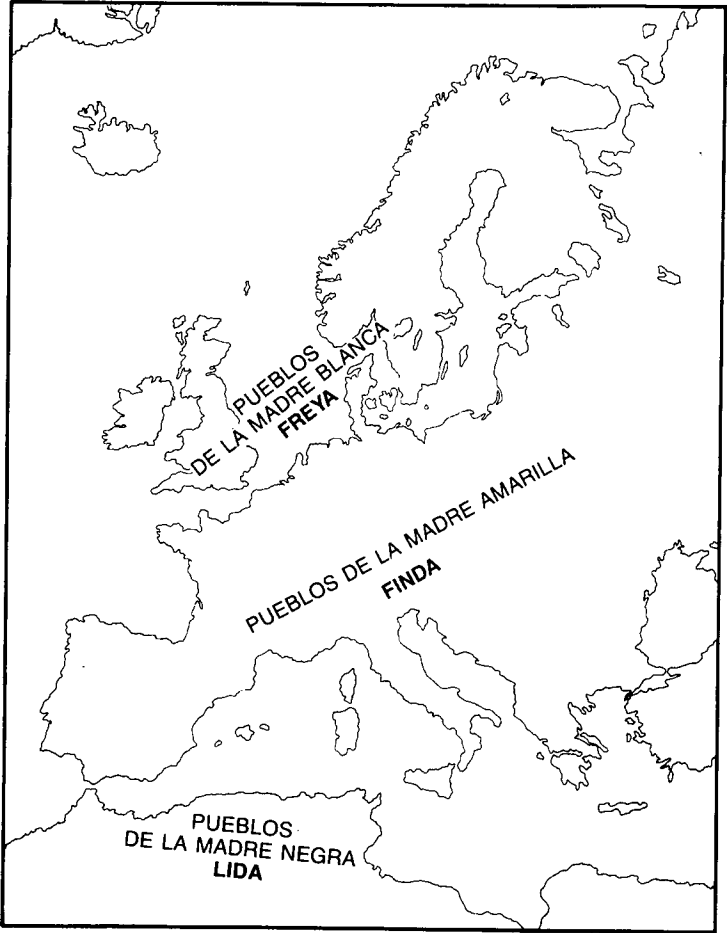 PUEBLOS
DE LA MADRE BLANCA
FREYA
PUEBLOS DE LA MADRE AMARILLA
FINDA
PUEBLOS
DE LA MADRE NEGRA
LIDA